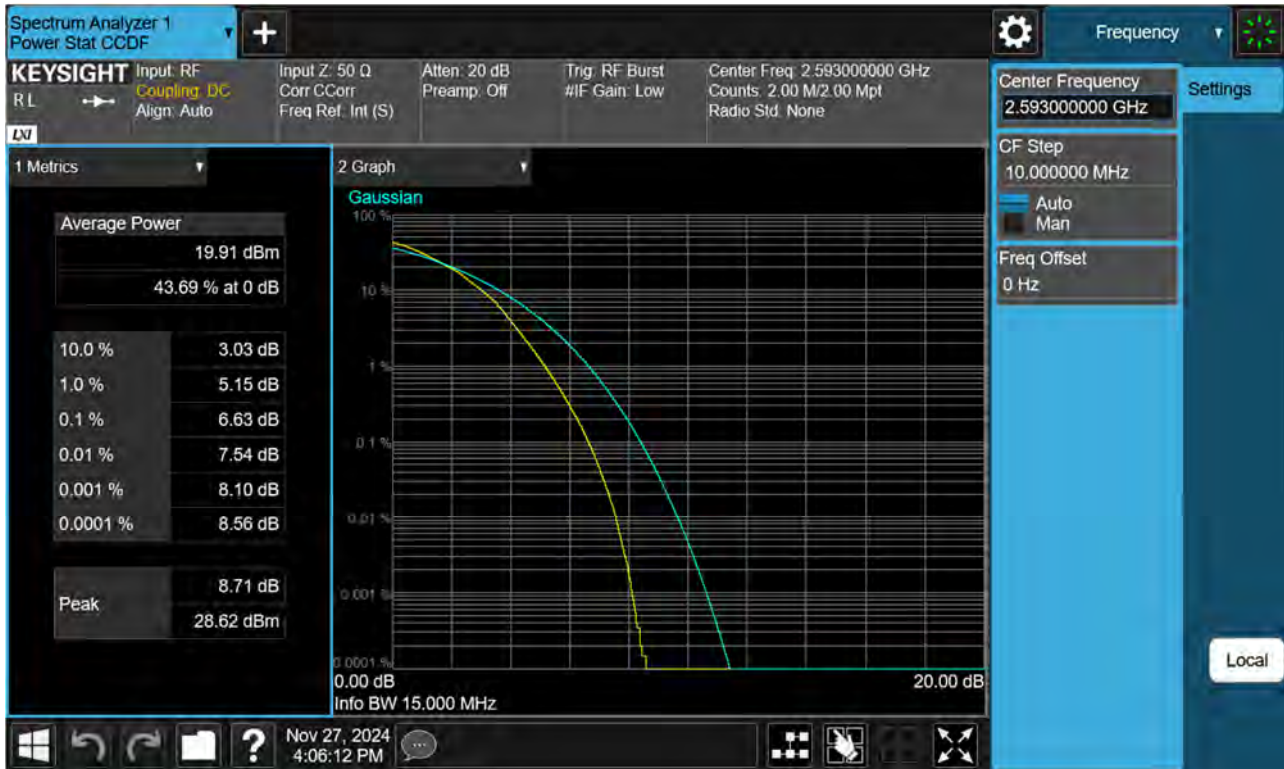 Spectrum Analyzer 1
Power Stat CCDF
Frequency
KEYSIGHT
RL
LXI
Input: RF
Coupling: DC
Align: Auto
Input Z: 50 Ω
Corr CCorr
Freq Ref: Int (S)
Atten: 20 dB
Preamp: Off
Trig: RF Burst
#IF Gain: Low
Center Freq: 2.593000000 GHz
Counts: 2.00 M/2.00 Mpt
Radio Std: None
Center Frequency
2.593000000 GHz
Settings
CF Step
10.000000 MHz
Auto
Man
Freq Offset
0 Hz
Local
1 Metrics
Average Power
19.91 dBm
43.69 % at 0 dB
10.0 % 3.03 dB
1.0 % 5.15 dB
0.1 % 6.63 dB
0.01 % 7.54 dB
0.001 % 8.10 dB
0.0001 % 8.56 dB
Peak 8.71 dB
28.62 dBm
2 Graph
Gaussian
100 %
10 %
1 %
0.1 %
0.01 %
0.001 %
0.0001 %
0.00 dB 20.00 dB
Info BW 15.000 MHz
?
Nov 27, 2024
4:06:12 PM